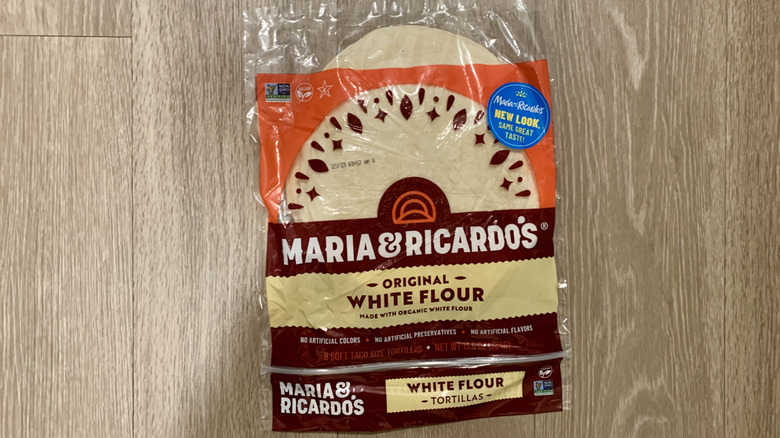 Maria & Ricardo's
NEW LOOK,
SAME GREAT
TASTE!
MARIA & RICARDO'S®
ORIGINAL
WHITE FLOUR
MADE WITH ORGANIC WHITE FLOUR
NO ARTIFICIAL COLORS NO ARTIFICIAL PRESERVATIVES NO ARTIFICIAL FLAVORS
8 SOFT TACO SIZE TORTILLAS
MARIA &
RICARDO'S
WHITE FLOUR
TORTILLAS